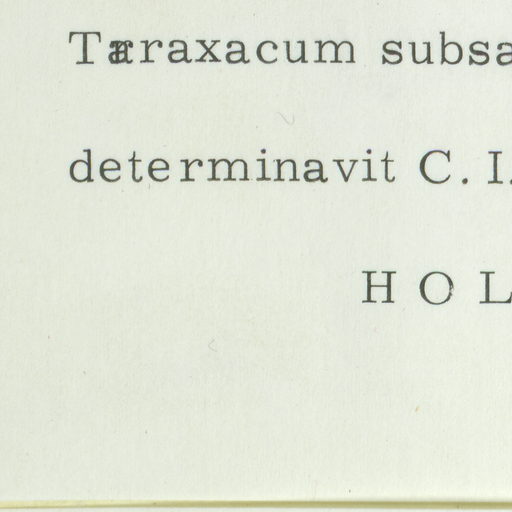 Taraxacum subsa
determinavit C. I.
H O L